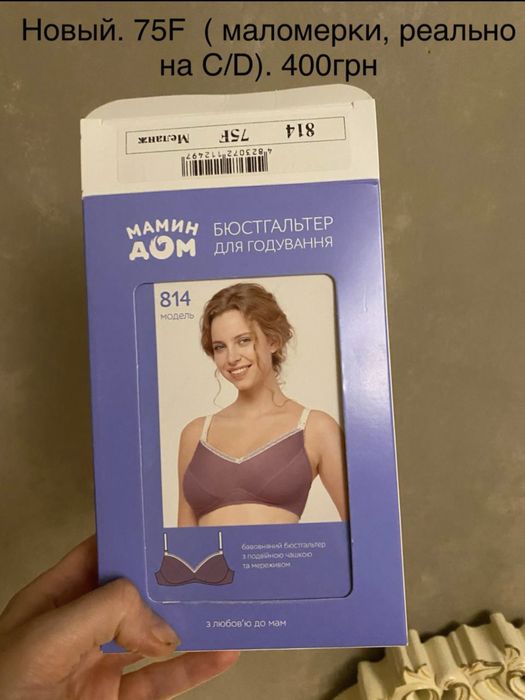 Новый. 75F ( маломерки, реально
на C/D). 400грн
814 75F Меланж
4823072112497
МАМИН
ДОМ
БЮСТГАЛЬТЕР
ДЛЯ ГОДУВАННЯ
814
модель
бавовняний бюстгальтер
з подвійною чашкою
та мереживом
з любов'ю до мам